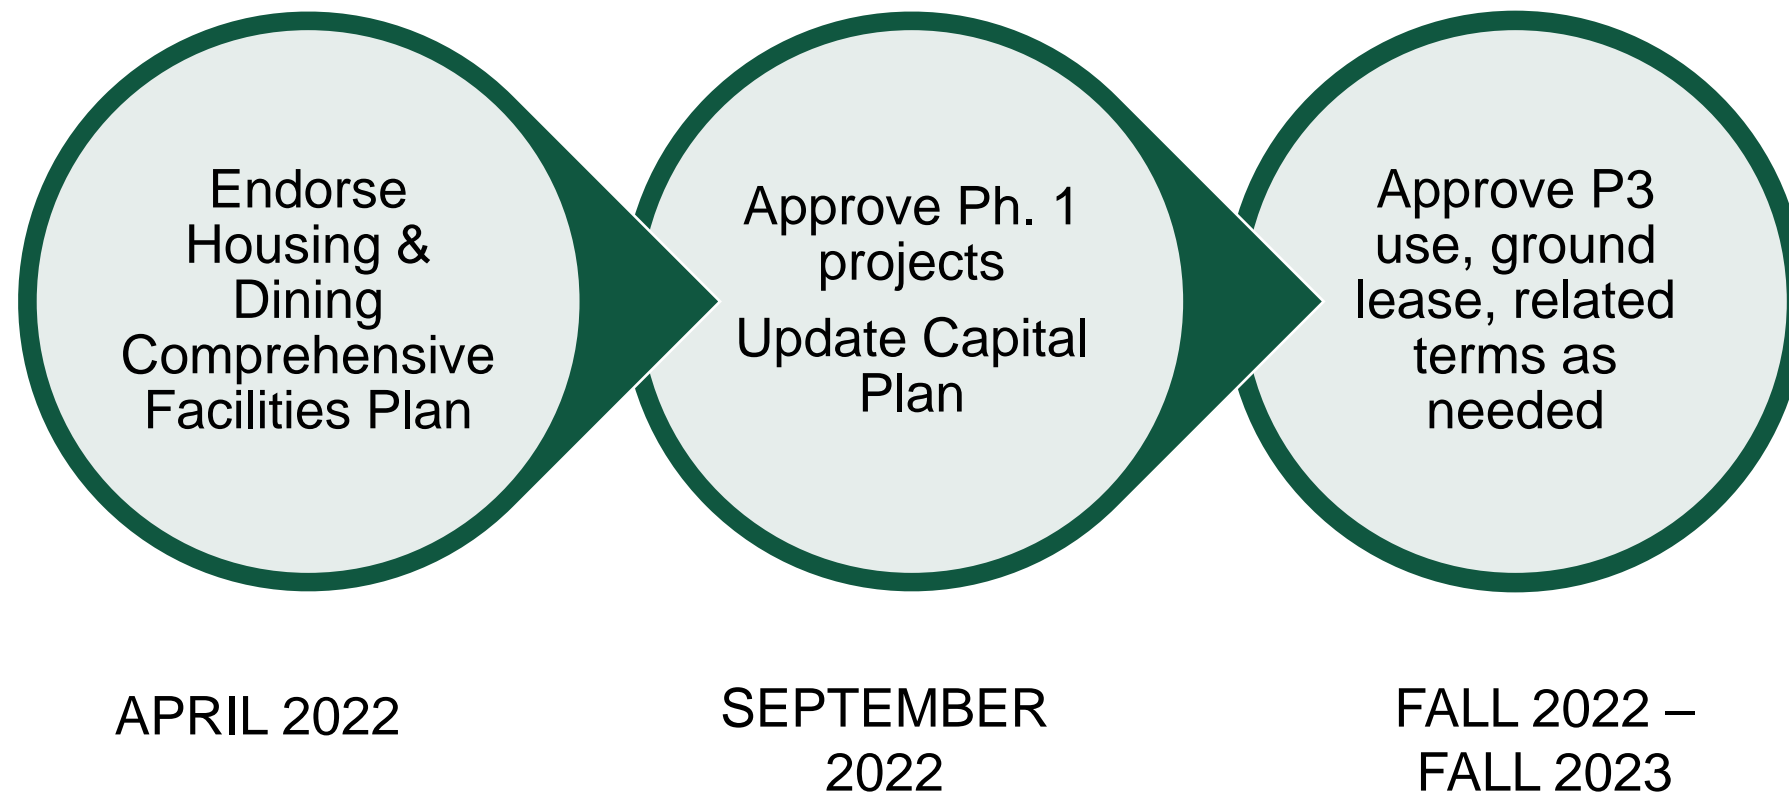 Endorse
Housing &
Dining
Comprehensive
Facilities Plan
Approve Ph. 1
projects
Update Capital
Plan
Approve P3
use, ground
lease, related
terms as
needed
APRIL 2022
SEPTEMBER
2022
FALL 2022 –
FALL 2023